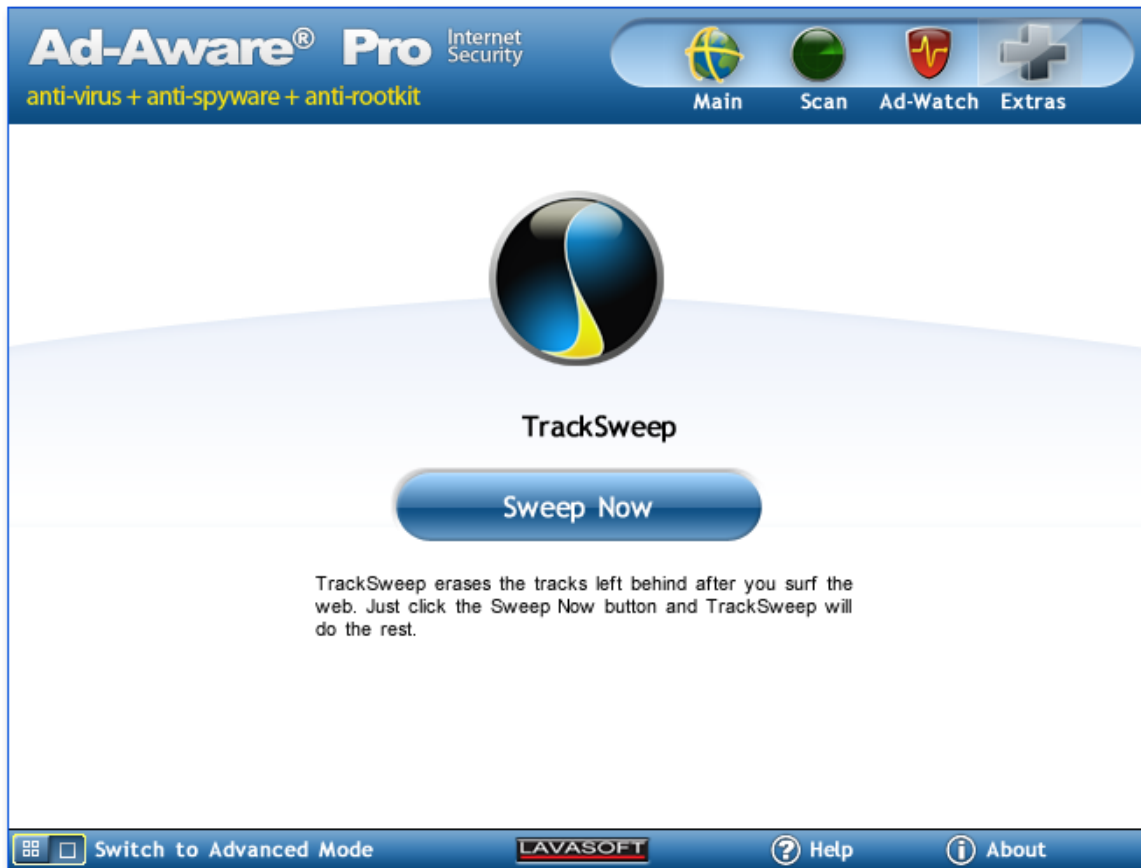 Ad-Aware® Pro Internet Security
anti-virus + anti-spyware + anti-rootkit
Main Scan Ad-Watch Extras
TrackSweep
Sweep Now
TrackSweep erases the tracks left behind after you surf the
web. Just click the Sweep Now button and TrackSweep will
do the rest.
Switch to Advanced Mode LAVASOFT Help About